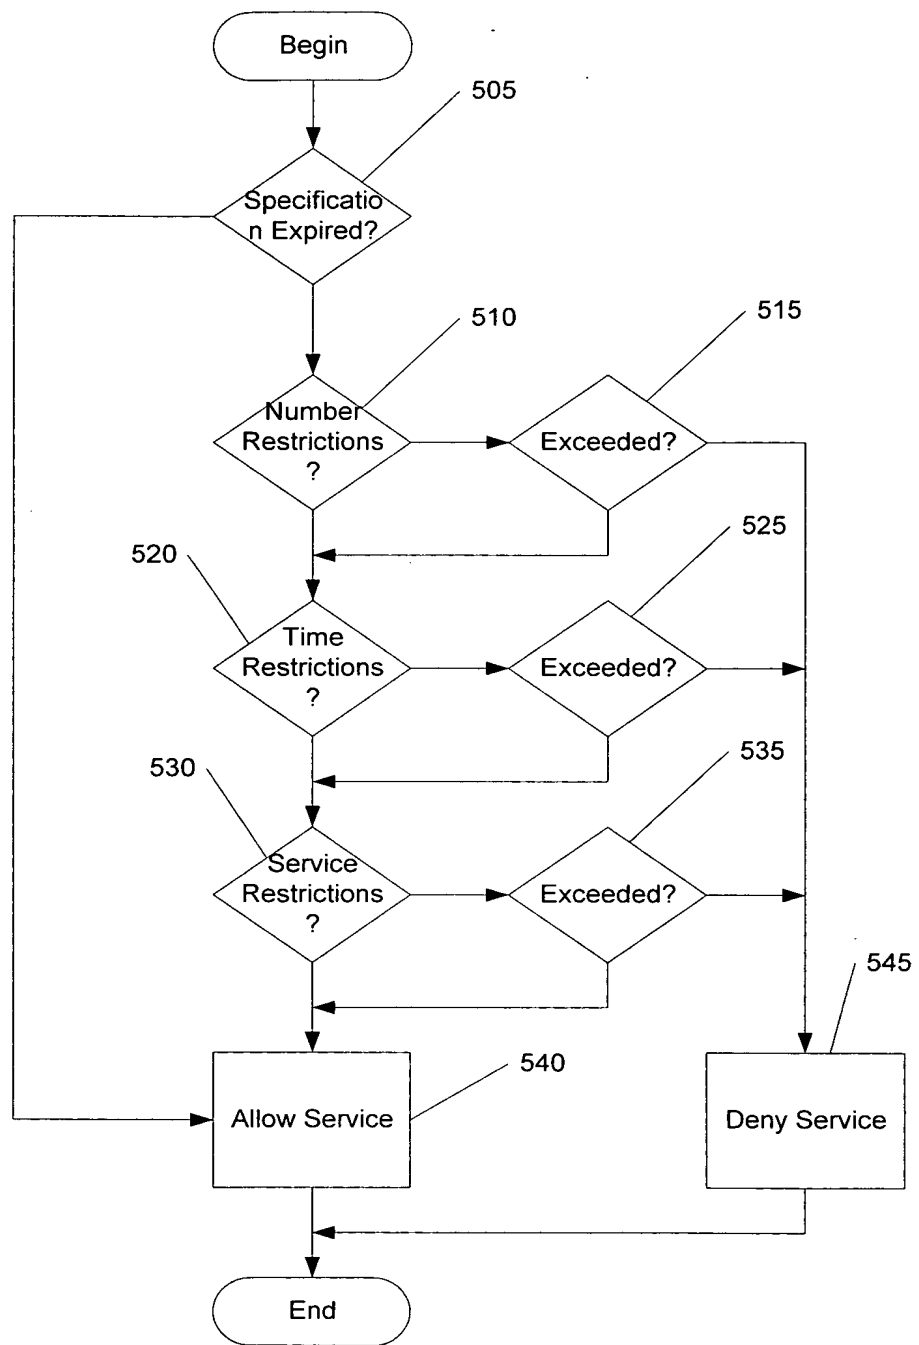 Begin
505
Specificatio
n Expired?
510
515
Number
Restrictions
?
Exceeded?
520
525
Time
Restrictions
?
Exceeded?
530
535
Service
Restrictions
?
Exceeded?
545
540
Allow Service
Deny Service
End